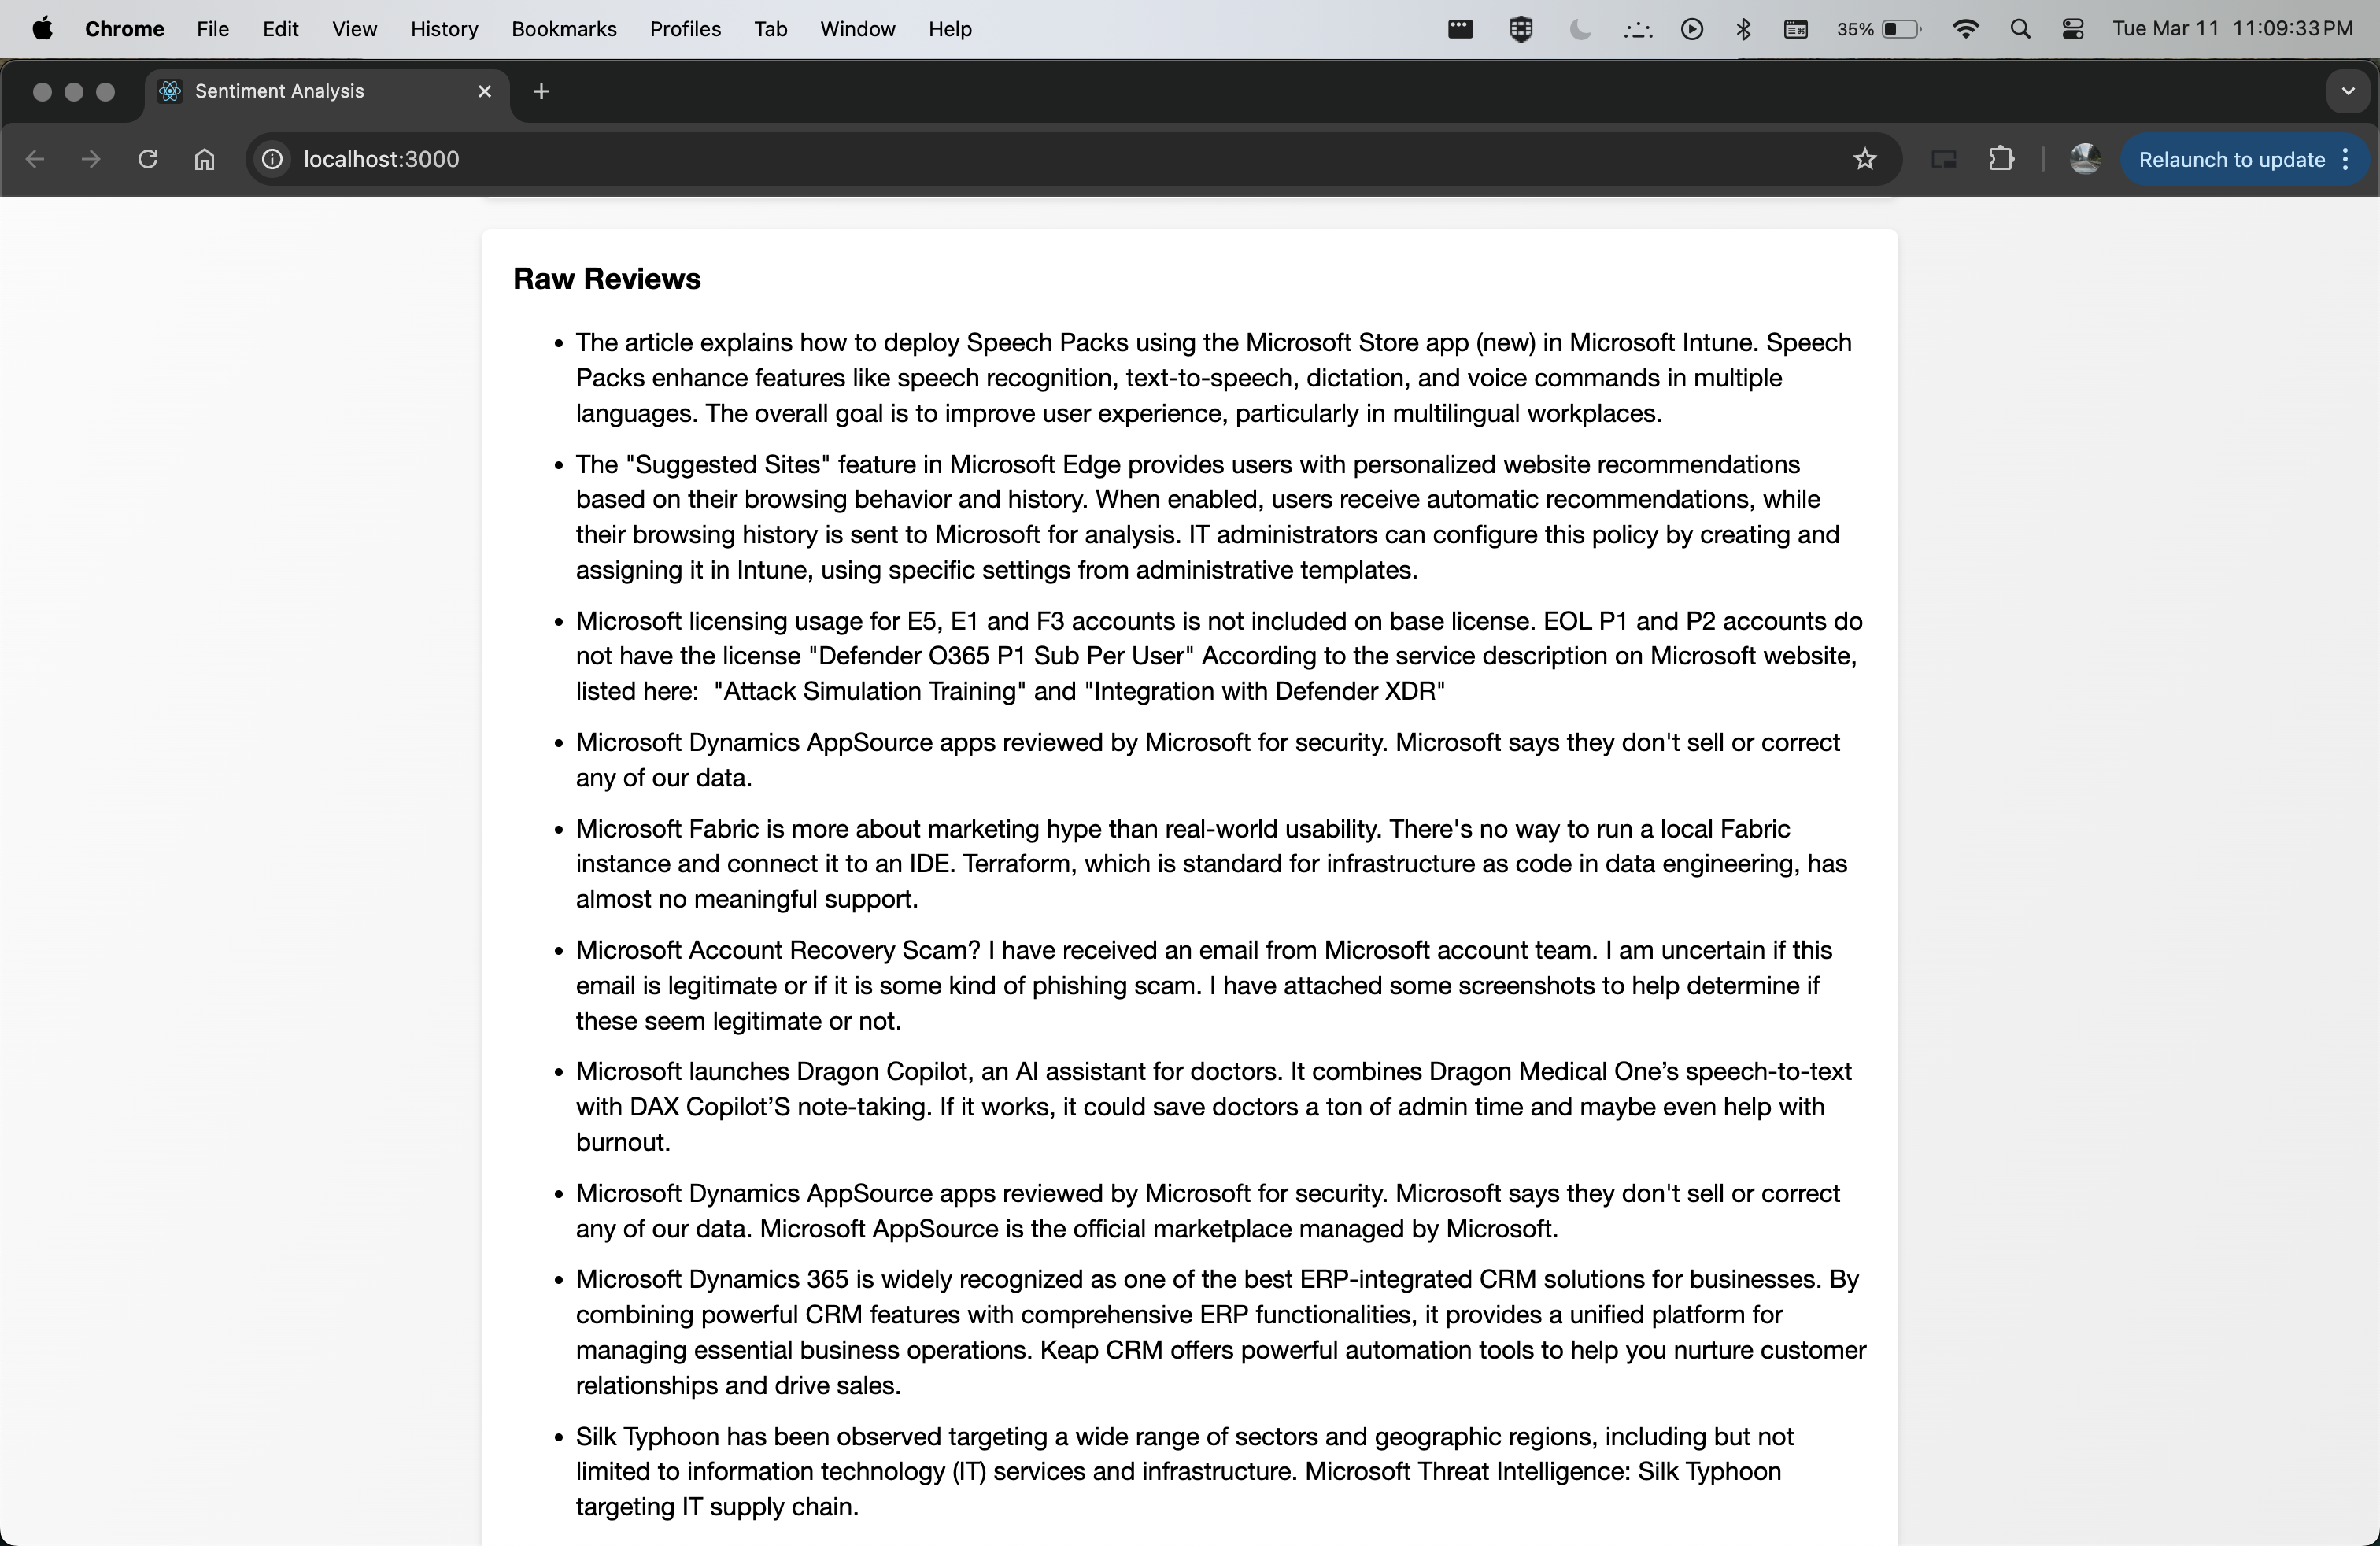 Chrome File Edit View History Bookmarks Profiles Tab Window Help 35% Tue Mar 11 11:09:33 PM
Sentiment Analysis
localhost:3000 Relaunch to update
Raw Reviews
The article explains how to deploy Speech Packs using the Microsoft Store app (new) in Microsoft Intune. Speech
Packs enhance features like speech recognition, text-to-speech, dictation, and voice commands in multiple
languages. The overall goal is to improve user experience, particularly in multilingual workplaces.
The "Suggested Sites" feature in Microsoft Edge provides users with personalized website recommendations
based on their browsing behavior and history. When enabled, users receive automatic recommendations, while
their browsing history is sent to Microsoft for analysis. IT administrators can configure this policy by creating and
assigning it in Intune, using specific settings from administrative templates.
Microsoft licensing usage for E5, E1 and F3 accounts is not included on base license. EOL P1 and P2 accounts do
not have the license "Defender O365 P1 Sub Per User" According to the service description on Microsoft website,
listed here:  "Attack Simulation Training" and "Integration with Defender XDR"
Microsoft Dynamics AppSource apps reviewed by Microsoft for security. Microsoft says they don't sell or correct
any of our data.
Microsoft Fabric is more about marketing hype than real-world usability. There's no way to run a local Fabric
instance and connect it to an IDE. Terraform, which is standard for infrastructure as code in data engineering, has
almost no meaningful support.
Microsoft Account Recovery Scam? I have received an email from Microsoft account team. I am uncertain if this
email is legitimate or if it is some kind of phishing scam. I have attached some screenshots to help determine if
these seem legitimate or not.
Microsoft launches Dragon Copilot, an AI assistant for doctors. It combines Dragon Medical One’s speech-to-text
with DAX Copilot’S note-taking. If it works, it could save doctors a ton of admin time and maybe even help with
burnout.
Microsoft Dynamics AppSource apps reviewed by Microsoft for security. Microsoft says they don't sell or correct
any of our data. Microsoft AppSource is the official marketplace managed by Microsoft.
Microsoft Dynamics 365 is widely recognized as one of the best ERP-integrated CRM solutions for businesses. By
combining powerful CRM features with comprehensive ERP functionalities, it provides a unified platform for
managing essential business operations. Keap CRM offers powerful automation tools to help you nurture customer
relationships and drive sales.
Silk Typhoon has been observed targeting a wide range of sectors and geographic regions, including but not
limited to information technology (IT) services and infrastructure. Microsoft Threat Intelligence: Silk Typhoon
targeting IT supply chain.